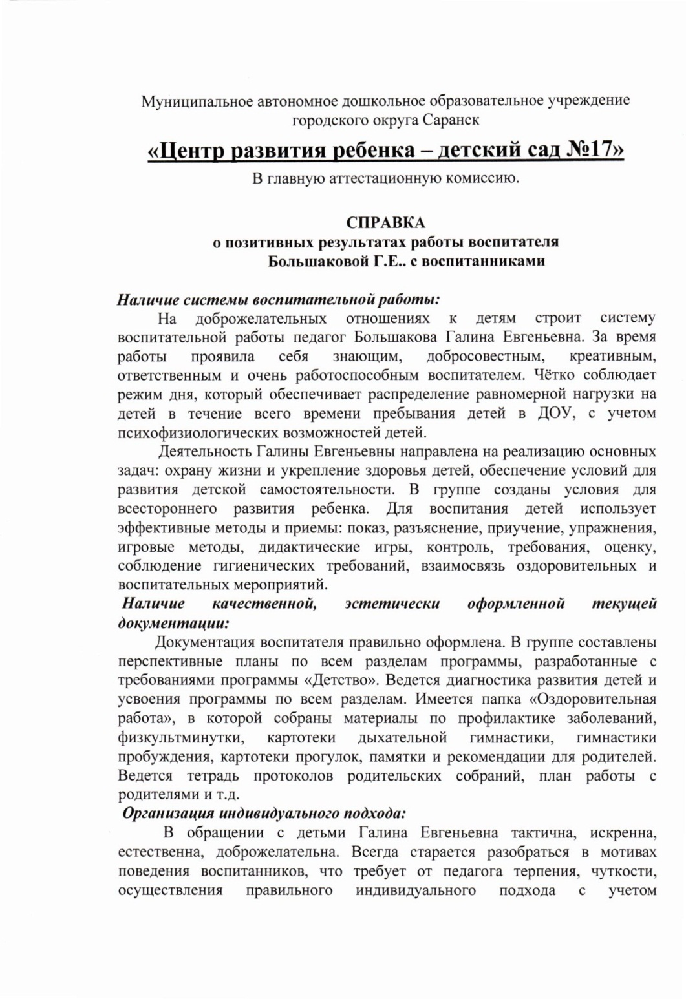 Муниципальное автономное дошкольное образовательное учреждение
городского округа Саранск
«Центр развития ребенка – детский сад №17»
В главную аттестационную комиссию.
СПРАВКА
о позитивных результатах работы воспитателя
Большаковой Г.Е.. с воспитанниками
Наличие системы воспитательной работы:
На доброжелательных отношениях к детям строит систему
воспитательной работы педагог Большакова Галина Евгеньевна. За время
работы проявила себя знающим, добросовестным, креативным,
ответственным и очень работоспособным воспитателем. Чётко соблюдает
режим дня, который обеспечивает распределение равномерной нагрузки на
детей в течение всего времени пребывания детей в ДОУ, с учетом
психофизиологических возможностей детей.
Деятельность Галины Евгеньевны направлена на реализацию основных
задач: охрану жизни и укрепление здоровья детей, обеспечение условий для
развития детской самостоятельности. В группе созданы условия для
всестороннего развития ребенка. Для воспитания детей использует
эффективные методы и приемы: показ, разъяснение, приучение, упражнения,
игровые методы, дидактические игры, контроль, требования, оценку,
соблюдение гигиенических требований, взаимосвязь оздоровительных и
воспитательных мероприятий.
Наличие качественной, эстетически оформленной текущей
документации:
Документация воспитателя правильно оформлена. В группе составлены
перспективные планы по всем разделам программы, разработанные с
требованиями программы «Детство». Ведется диагностика развития детей и
усвоения программы по всем разделам. Имеется папка «Оздоровительная
работа», в которой собраны материалы по профилактике заболеваний,
физкультминутки, картотеки дыхательной гимнастики, гимнастики
пробуждения, картотеки прогулок, памятки и рекомендации для родителей.
Ведется тетрадь протоколов родительских собраний, план работы с
родителями и т.д.
Организация индивидуального подхода:
В обращении с детьми Галина Евгеньевна тактична, искренна,
естественна, доброжелательна. Всегда старается разобраться в мотивах
поведения воспитанников, что требует от педагога терпения, чуткости,
осуществления правильного индивидуального подхода с учетом